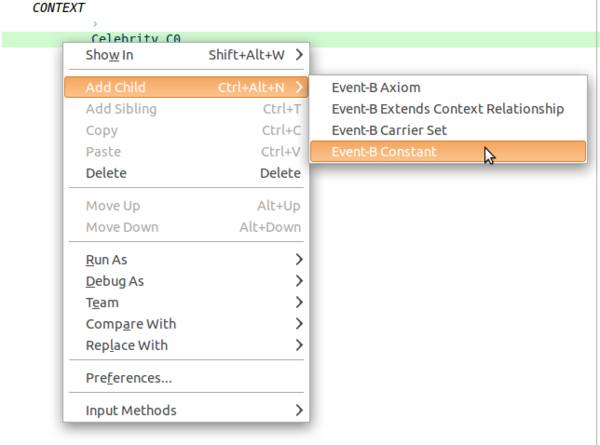 CONTEXT
›
Celebrity_C0
Show In Shift+Alt+W
Add Child Ctrl+Alt+N
Add Sibling Ctrl+T
Copy Ctrl+C
Paste Ctrl+V
Delete Delete
Move Up Alt+Up
Move Down Alt+Down
Run As
Debug As
Team
Compare With
Replace With
Preferences...
Input Methods
Event-B Axiom
Event-B Extends Context Relationship
Event-B Carrier Set
Event-B Constant